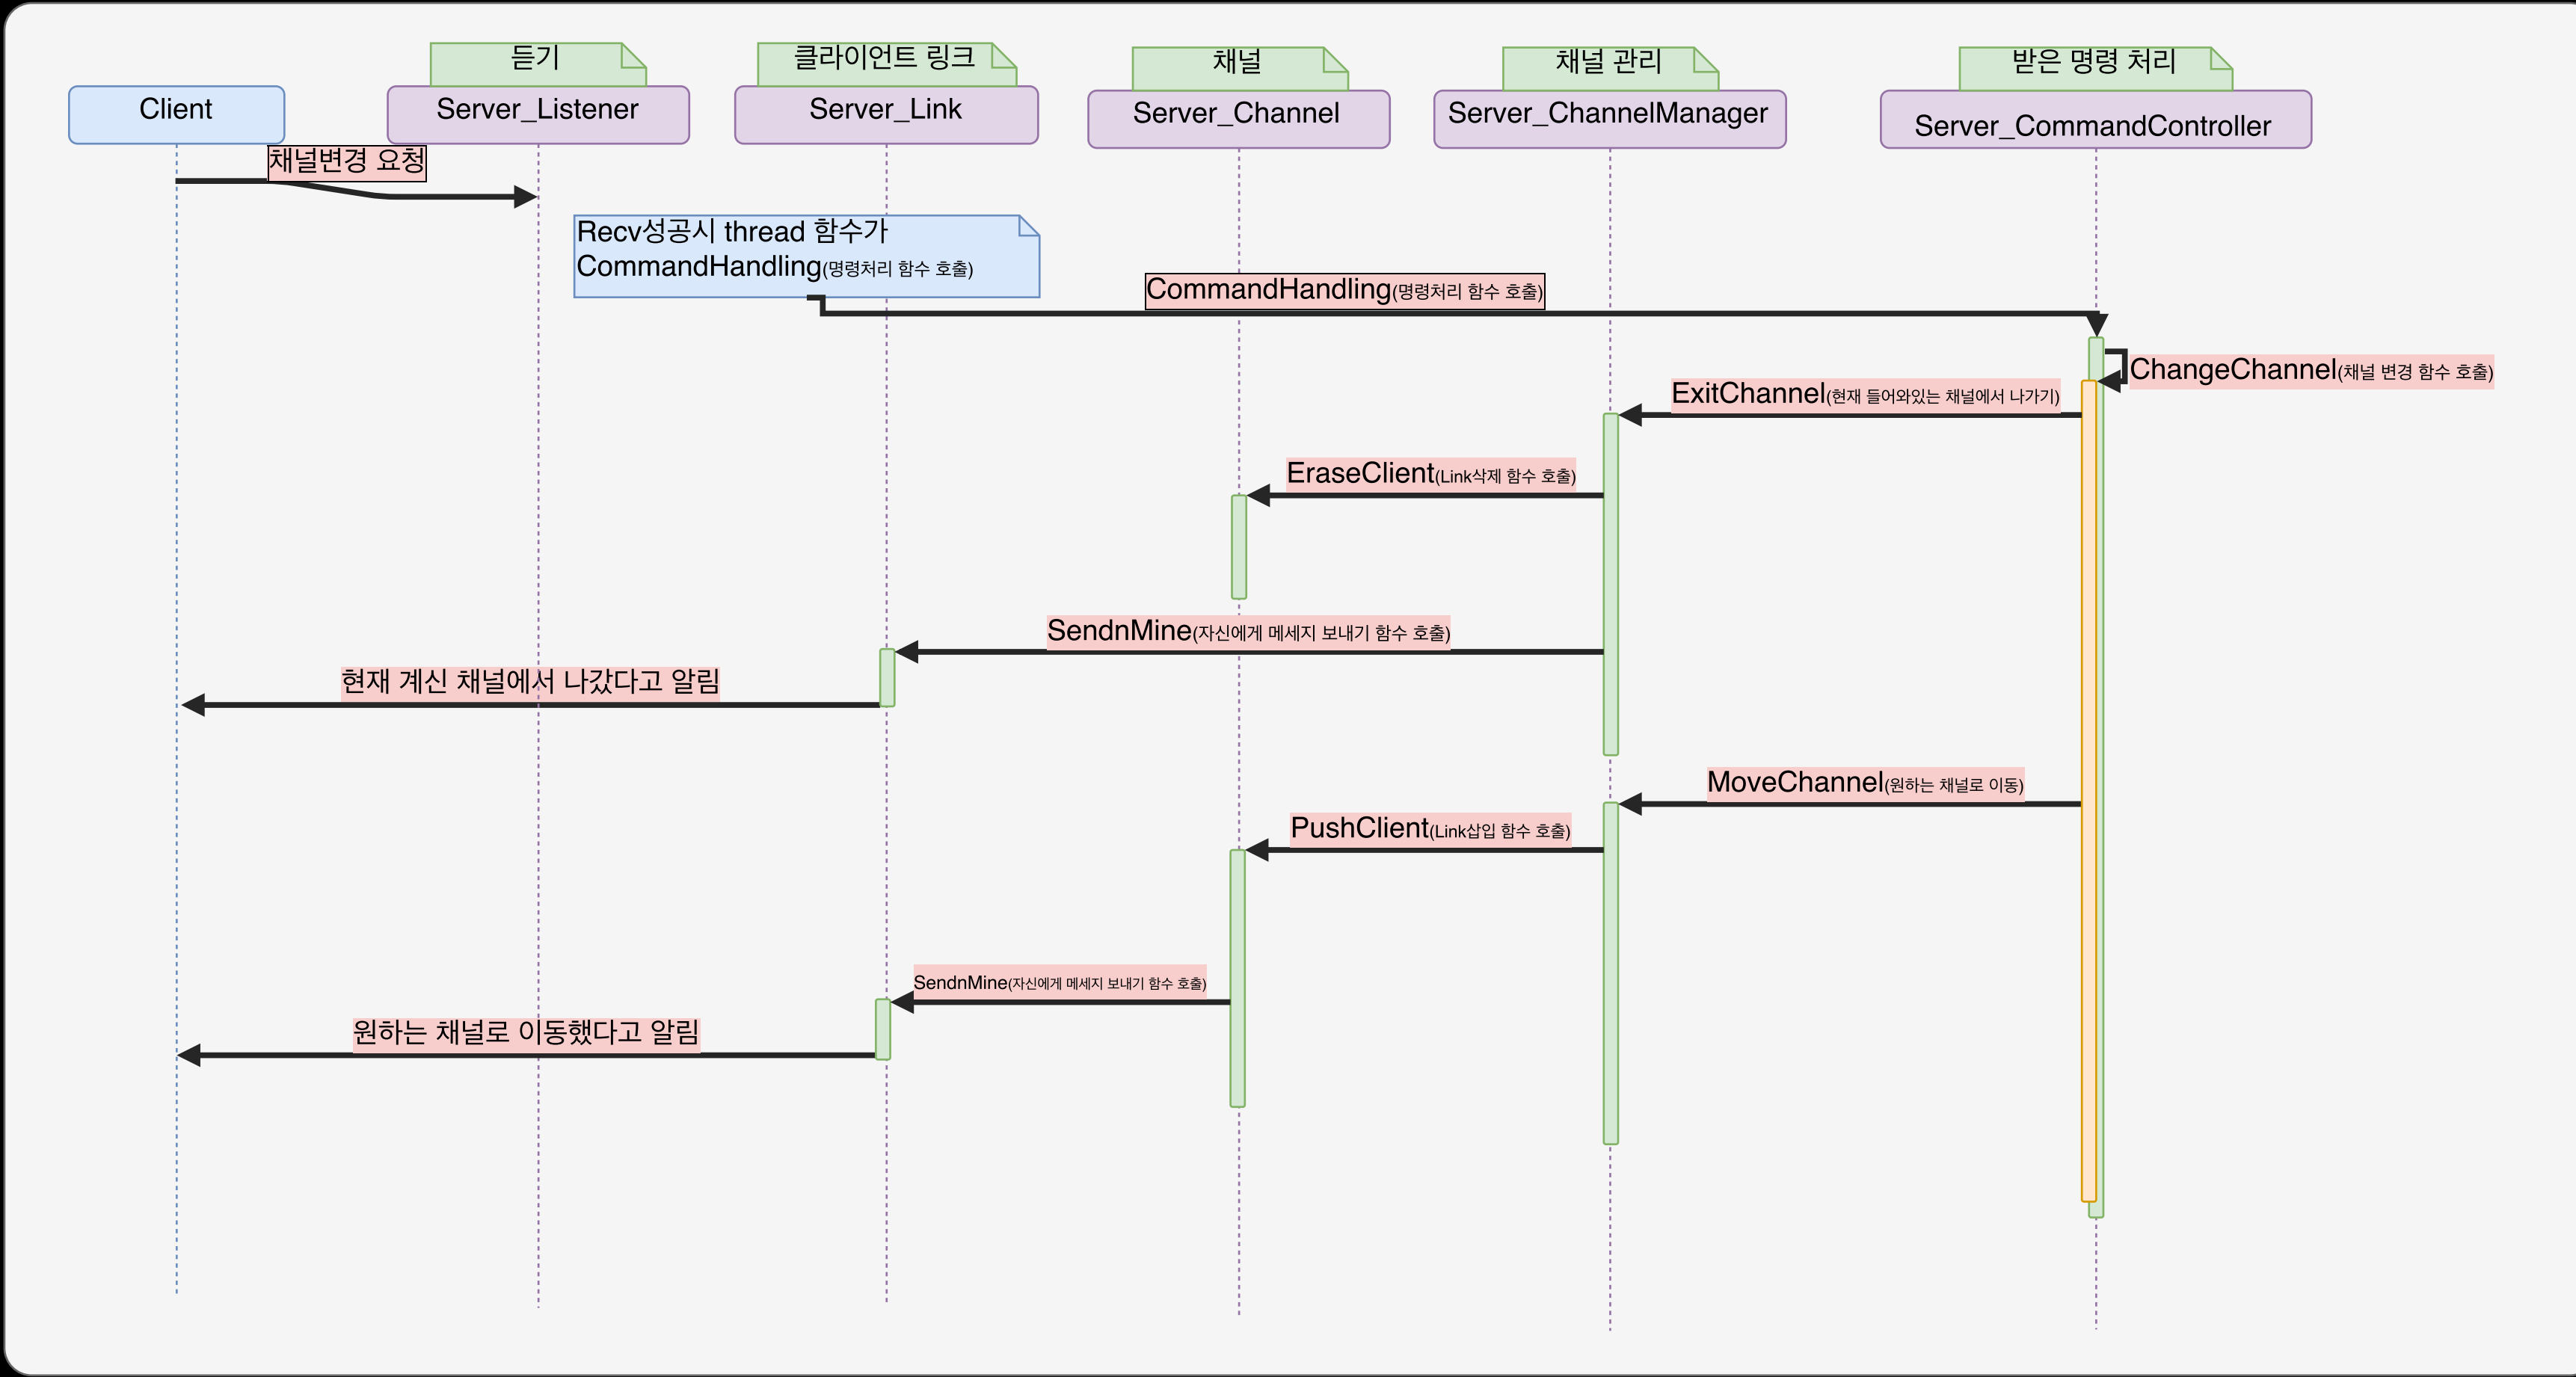 듣기
클라이언트 링크
채널
채널 관리
받은 명령 처리
Client
Server_Listener
Server_Link
Server_Channel
Server_ChannelManager
Server_CommandController
채널변경 요청
Recv성공시 thread 함수가
CommandHandling(명령처리 함수 호출)
CommandHandling(명령처리 함수 호출)
ChangeChannel(채널 변경 함수 호출)
ExitChannel(현재 들어와있는 채널에서 나가기)
EraseClient(Link삭제 함수 호출)
SendnMine(자신에게 메세지 보내기 함수 호출)
현재 계신 채널에서 나갔다고 알림
MoveChannel(원하는 채널로 이동)
PushClient(Link삽입 함수 호출)
SendnMine(자신에게 메세지 보내기 함수 호출)
원하는 채널로 이동했다고 알림